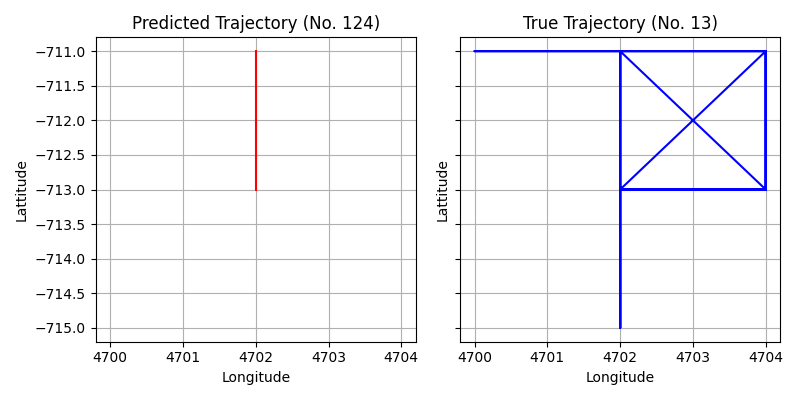 Predicted Trajectory (No. 124)
True Trajectory (No. 13)
−711.0
−711.5
−712.0
−712.5
−713.0
−713.5
−714.0
−714.5
−715.0
Lattitude
4700 4701 4702 4703 4704
Longitude
Lattitude
4700 4701 4702 4703 4704
Longitude